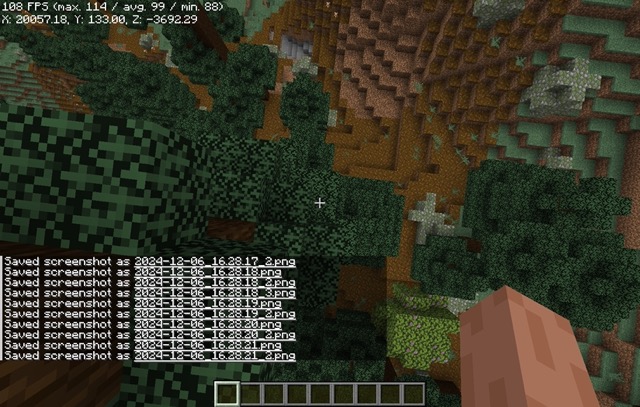 108 FPS (max. 114 / avg. 99 / min. 88)
X: 20057.18, Y: 133.00, Z: -3692.29
Saved screenshot as 2024-12-06_16.28.17_2.png
Saved screenshot as 2024-12-06_16.28.18.png
Saved screenshot as 2024-12-06_16.28.18_2.png
Saved screenshot as 2024-12-06_16.28.18_3.png
Saved screenshot as 2024-12-06_16.28.19.png
Saved screenshot as 2024-12-06_16.28.19_2.png
Saved screenshot as 2024-12-06_16.28.20.png
Saved screenshot as 2024-12-06_16.28.20_2.png
Saved screenshot as 2024-12-06_16.28.21.png
Saved screenshot as 2024-12-06_16.28.21_2.png